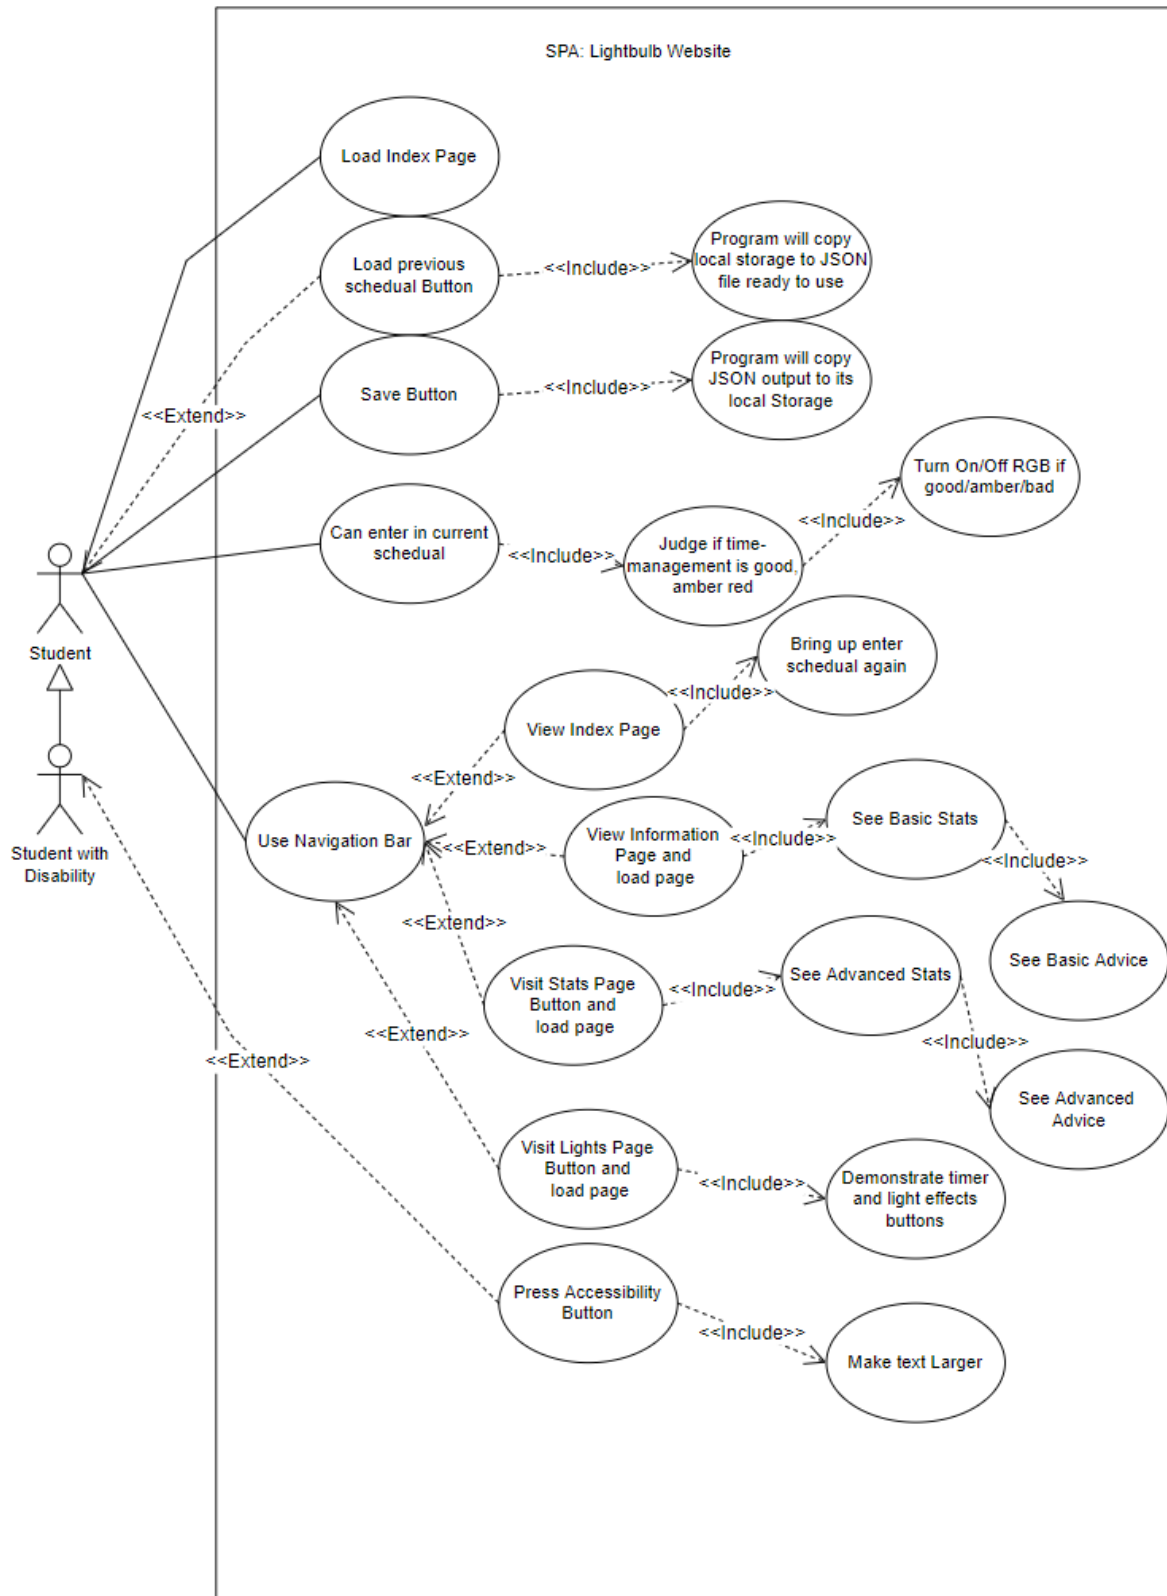 SPA: Lightbulb Website
Load Index Page
Load previous
schedual Button
<<Include>>
Program will copy
local storage to JSON
file ready to use
<<Extend>>
Save Button
<<Include>>
Program will copy
JSON output to its
local Storage
Can enter in current
schedual
<<Include>>
Judge if time-
management is good,
amber red
<<Include>>
Turn On/Off RGB if
good/amber/bad
Student
Student with
Disability
Use Navigation Bar
<<Extend>>
View Index Page
<<Include>>
Bring up enter
schedual again
<<Extend>>
View Information
Page and
load page
<<Include>>
See Basic Stats
<<Include>>
See Basic Advice
<<Extend>>
Visit Stats Page
Button and
load page
<<Include>>
See Advanced Stats
<<Include>>
See Advanced
Advice
<<Extend>>
Visit Lights Page
Button and
load page
<<Include>>
Demonstrate timer
and light effects
buttons
<<Extend>>
Press Accessibility
Button
<<Include>>
Make text Larger